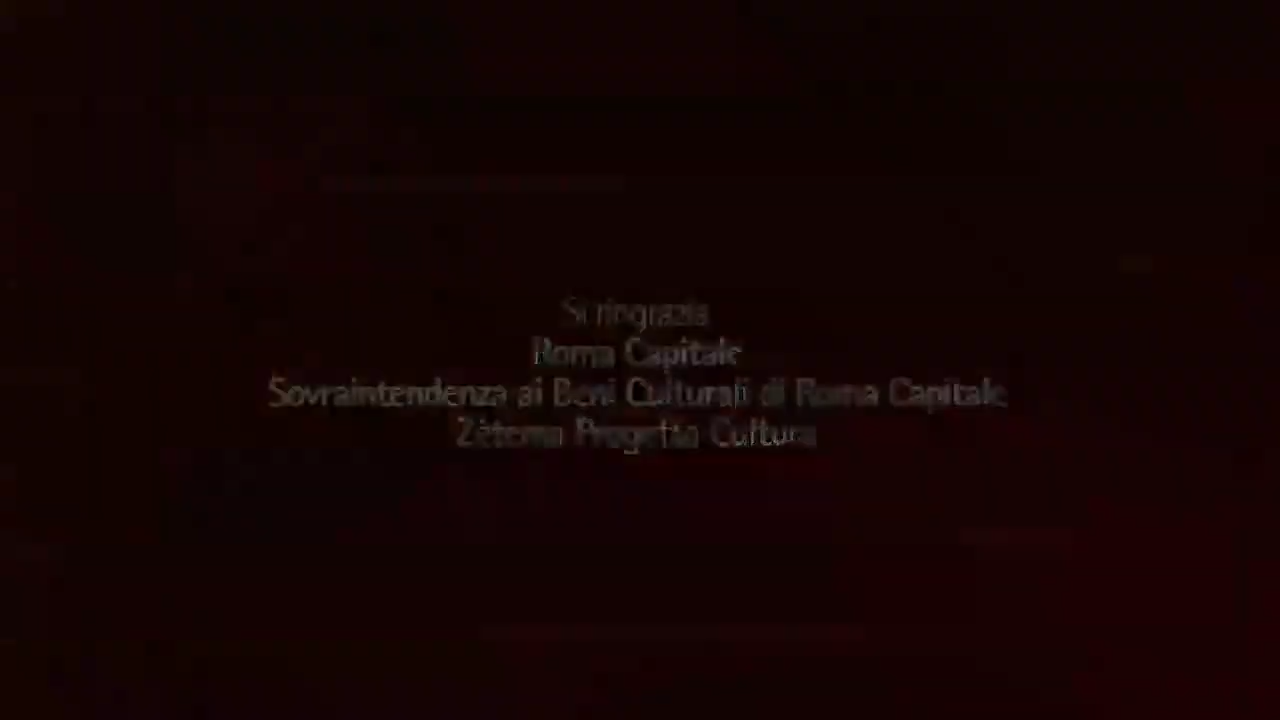 Si ringrazia
Roma Capitale
Sovraintendenza ai Beni Culturali di Roma Capitale
Zètema Progetto Cultura